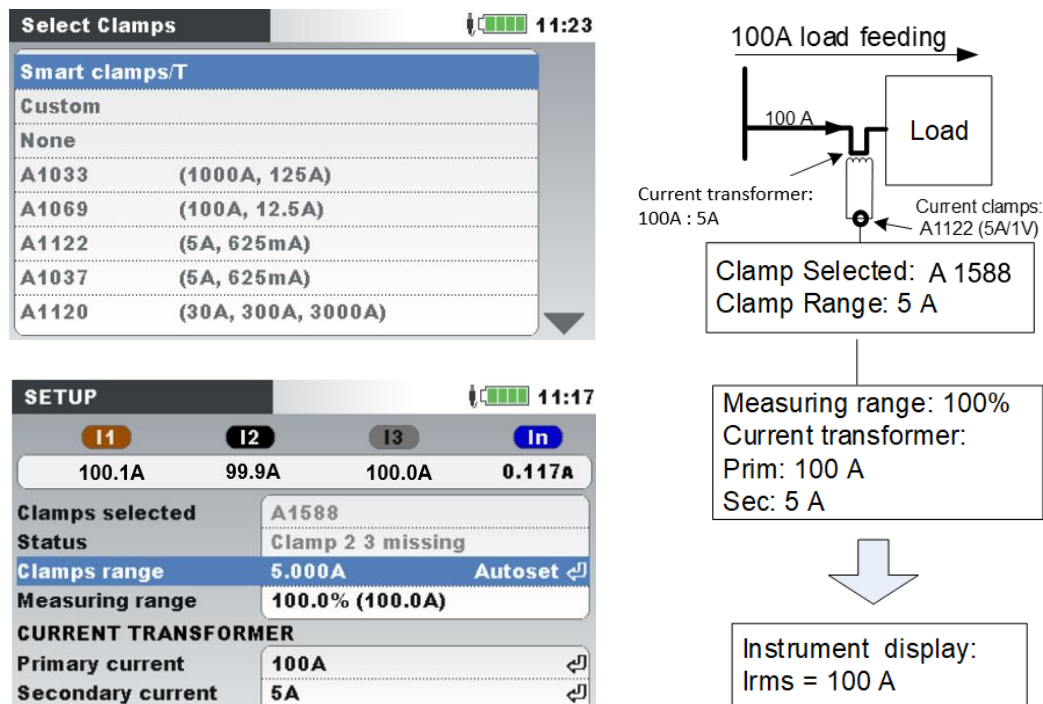 Select Clamps 11:23
Smart clamps/T
Custom
None
A1033 (1000A, 125A)
A1069 (100A, 12.5A)
A1122 (5A, 625mA)
A1037 (5A, 625mA)
A1120 (30A, 300A, 3000A)
SETUP 11:17
I1 I2 I3 In
100.1A 99.9A 100.0A 0.117A
Clamps selected A1588
Status Clamp 2 3 missing
Clamps range 5.000A Autoset
Measuring range 100.0% (100.0A)
CURRENT TRANSFORMER
Primary current 100A
Secondary current 5A
100A load feeding
100 A
Load
Current transformer:
100A : 5A
Current clamps:
A1122 (5A/1V)
Clamp Selected: A 1588
Clamp Range: 5 A
Measuring range: 100%
Current transformer:
Prim: 100 A
Sec: 5 A
Instrument display:
Irms = 100 A